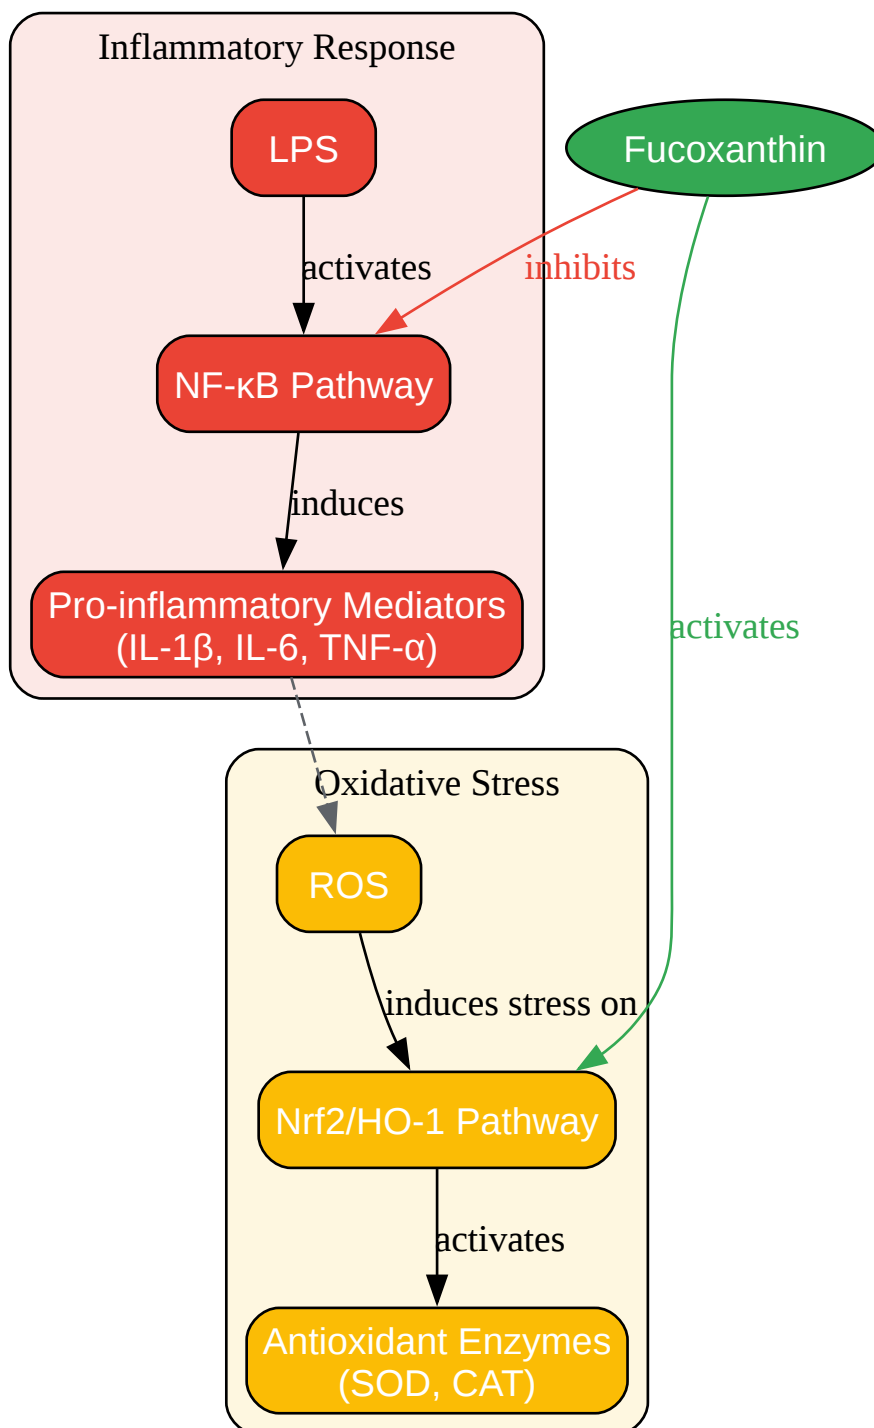 Inflammatory Response
LPS
Fucoxanthin
activates
inhibits
NF-κB Pathway
induces
Pro-inflammatory Mediators
(IL-1β, IL-6, TNF-α)
activates
Oxidative Stress
ROS
induces stress on
Nrf2/HO-1 Pathway
activates
Antioxidant Enzymes
(SOD, CAT)